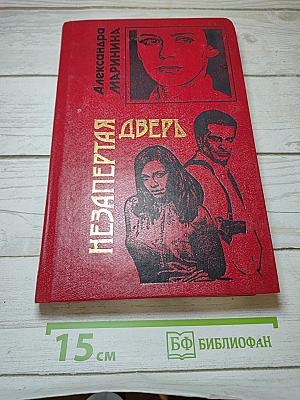 Александра
МАРИНИНА
НЕЗАПЕРТАЯ
ДВЕРЬ
15 см
БФ БИБЛИОФАН